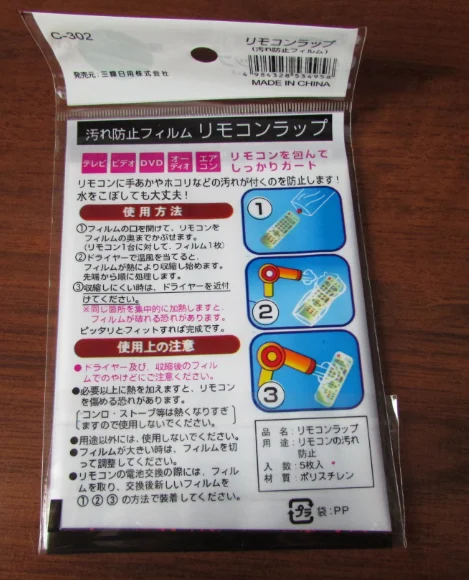 C-302
リモコンラップ
(汚れ防止フィルム)
4 984328 534958
MADE IN CHINA
発売元：三輝日用株式会社
汚れ防止フィルム リモコンラップ
テレビ ビデオ DVD オーディオ エアコン
リモコンを包んで
しっかりガート
リモコンに手あかやホコリなどの汚れが付くのを防止します!
水をこぼしても大丈夫!
使用方法
①フィルムの口を開けて、リモコンを
フィルムの奥までかぶせます。
(リモコン1台に対して、フィルム1枚)
②ドライヤーで温風を当てると、
フィルムが熱により収縮し始めます。
先端から順に処理します。
③収縮しにくい時は、ドライヤーを近付
けてください。
※同じ箇所を集中的に加熱しますと、
フィルムが破れる恐れがあります。
ピッタリとフィットすれば完成です。
1
2
3
使用上の注意
●ドライヤー及び、収縮後のフィル
ムでのやけどにご注意ください。
●必要以上に熱を加えますと、リモコン
を傷める恐れがあります。
[コンロ・ストーブ等は熱くなりすぎ
ますので使用しないでください。]
●用途以外には、使用しないでください。
●フィルムが大きい時は、フィルムを切
って調整してください。
●リモコンの電池交換の際には、フィル
ムを取り、交換後新しいフィルムを
①②③の方法で装着してください。
品名：リモコンラップ
用途：リモコンの汚れ
防止
入数：5枚入
材質：ポリスチレン
プラ 袋：PP